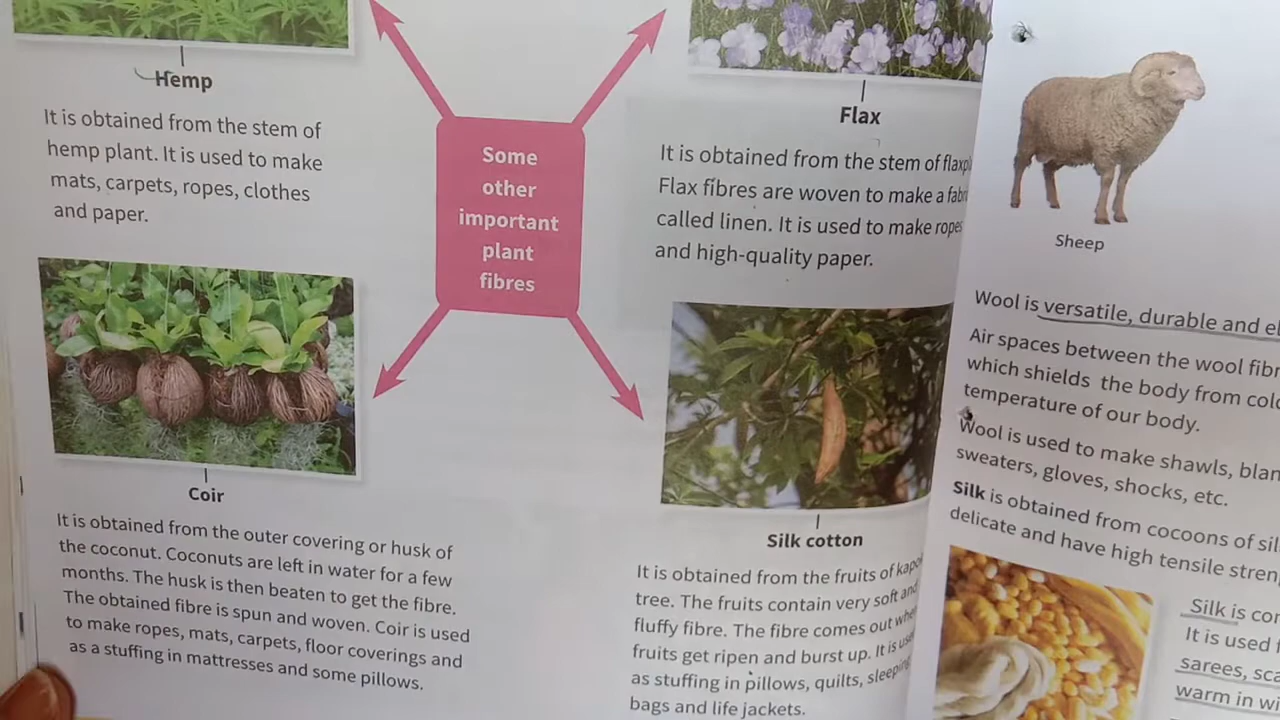 Hemp
It is obtained from the stem of
hemp plant. It is used to make
mats, carpets, ropes, clothes
and paper.
Some
other
important
plant
fibres
Flax
It is obtained from the stem of
Flax fibres are woven to make a
called linen. It is used to make ropes
and high-quality paper.
Coir
It is obtained from the outer covering or husk of
the coconut. Coconuts are left in water for a few
months. The husk is then beaten to get the fibre.
The obtained fibre is spun and woven. Coir is used
to make ropes, mats, carpets, floor coverings and
as a stuffing in mattresses and some pillows.
Silk cotton
It is obtained from the fruits of
tree. The fruits contain very soft and
fluffy fibre. The fibre comes out
fruits get ripen and burst up. It is
as stuffing in pillows, quilts, sleeping
bags and life jackets.
Sheep
Wool is versatile, durable and
Air spaces between the wool
which shields the body from
temperature of our body.
Wool is used to make shawls,
sweaters, gloves, shocks, etc.
Silk is obtained from cocoons of
delicate and have high tensile
Silk is
It is used
sarees,
warm in